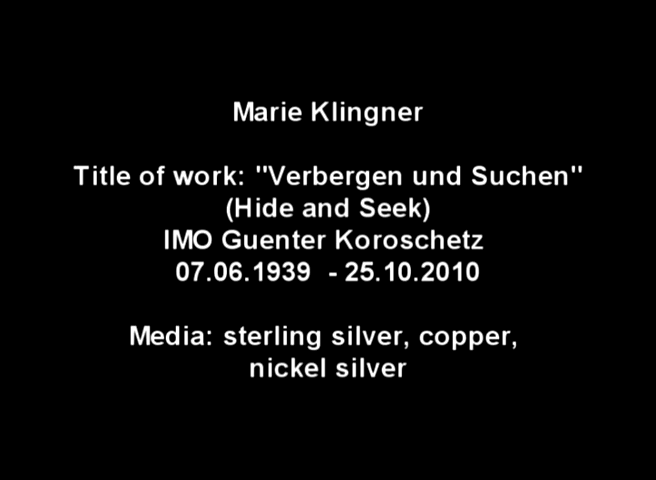 Marie Klingner
Title of work: "Verbergen und Suchen"
(Hide and Seek)
IMO Guenter Koroschetz
07.06.1939 - 25.10.2010
Media: sterling silver, copper,
nickel silver